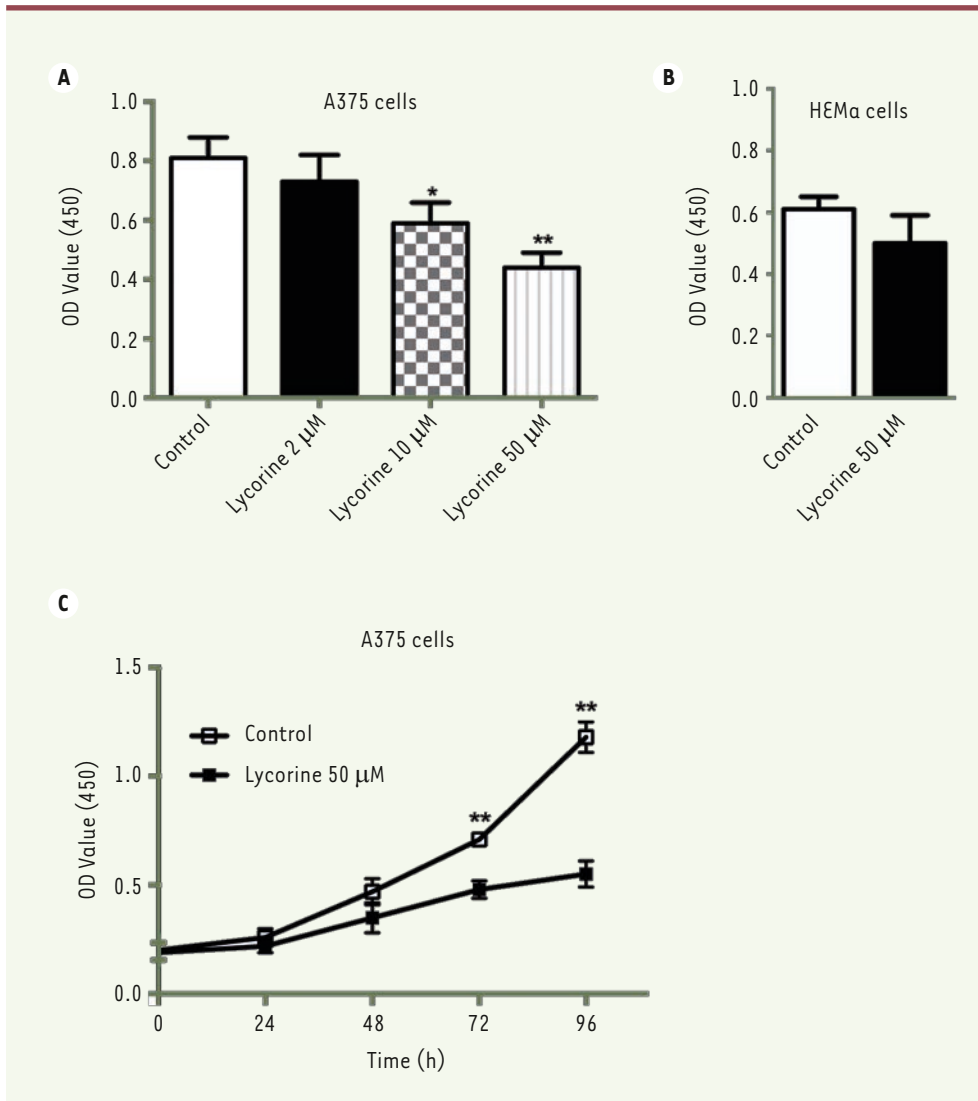 A
A375 cells
1.0
0.8
0.6
0.4
0.2
0.0
OD Value (450)
*
**
Control
Lycorine 2 µM
Lycorine 10 µM
Lycorine 50 µM
B
HEMa cells
1.0
0.8
0.6
0.4
0.2
0.0
OD Value (450)
Control
Lycorine 50 µM
C
A375 cells
1.5
1.0
0.5
0.0
OD Value (450)
Control
Lycorine 50 µM
**
**
0 24 48 72 96
Time (h)